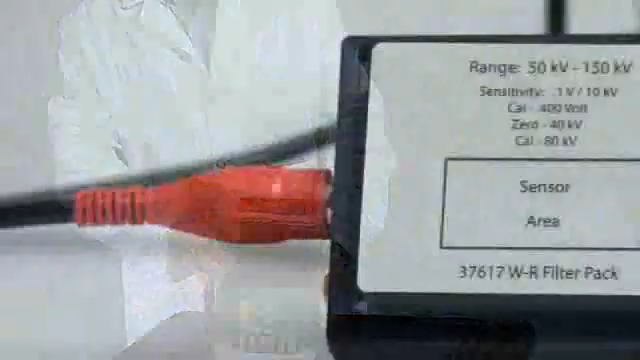 Range: 50 kV - 150 kV
Sensitivity: .1 V / 10 kV
Cal - 400 Volt
Zero - 40 kV
Cal - 80 kV
Sensor
Area
37617 W-R Filter Pack